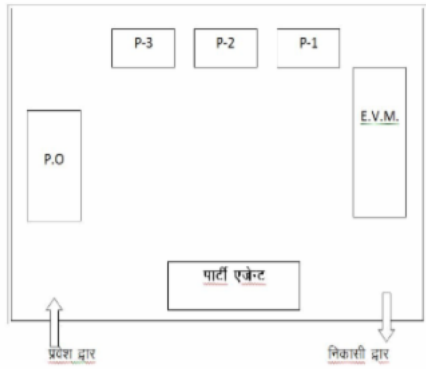 P-3
P-2
P-1
E.V.M.
P.O
पार्टी एजेन्ट
प्रवेश द्वार
निकासी द्वार